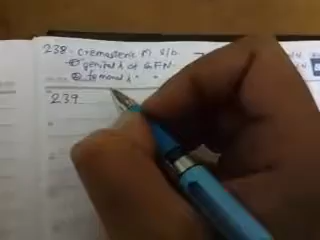 238. Cremasteric M S/b
① genital b of GFN
② femoral b " "
239